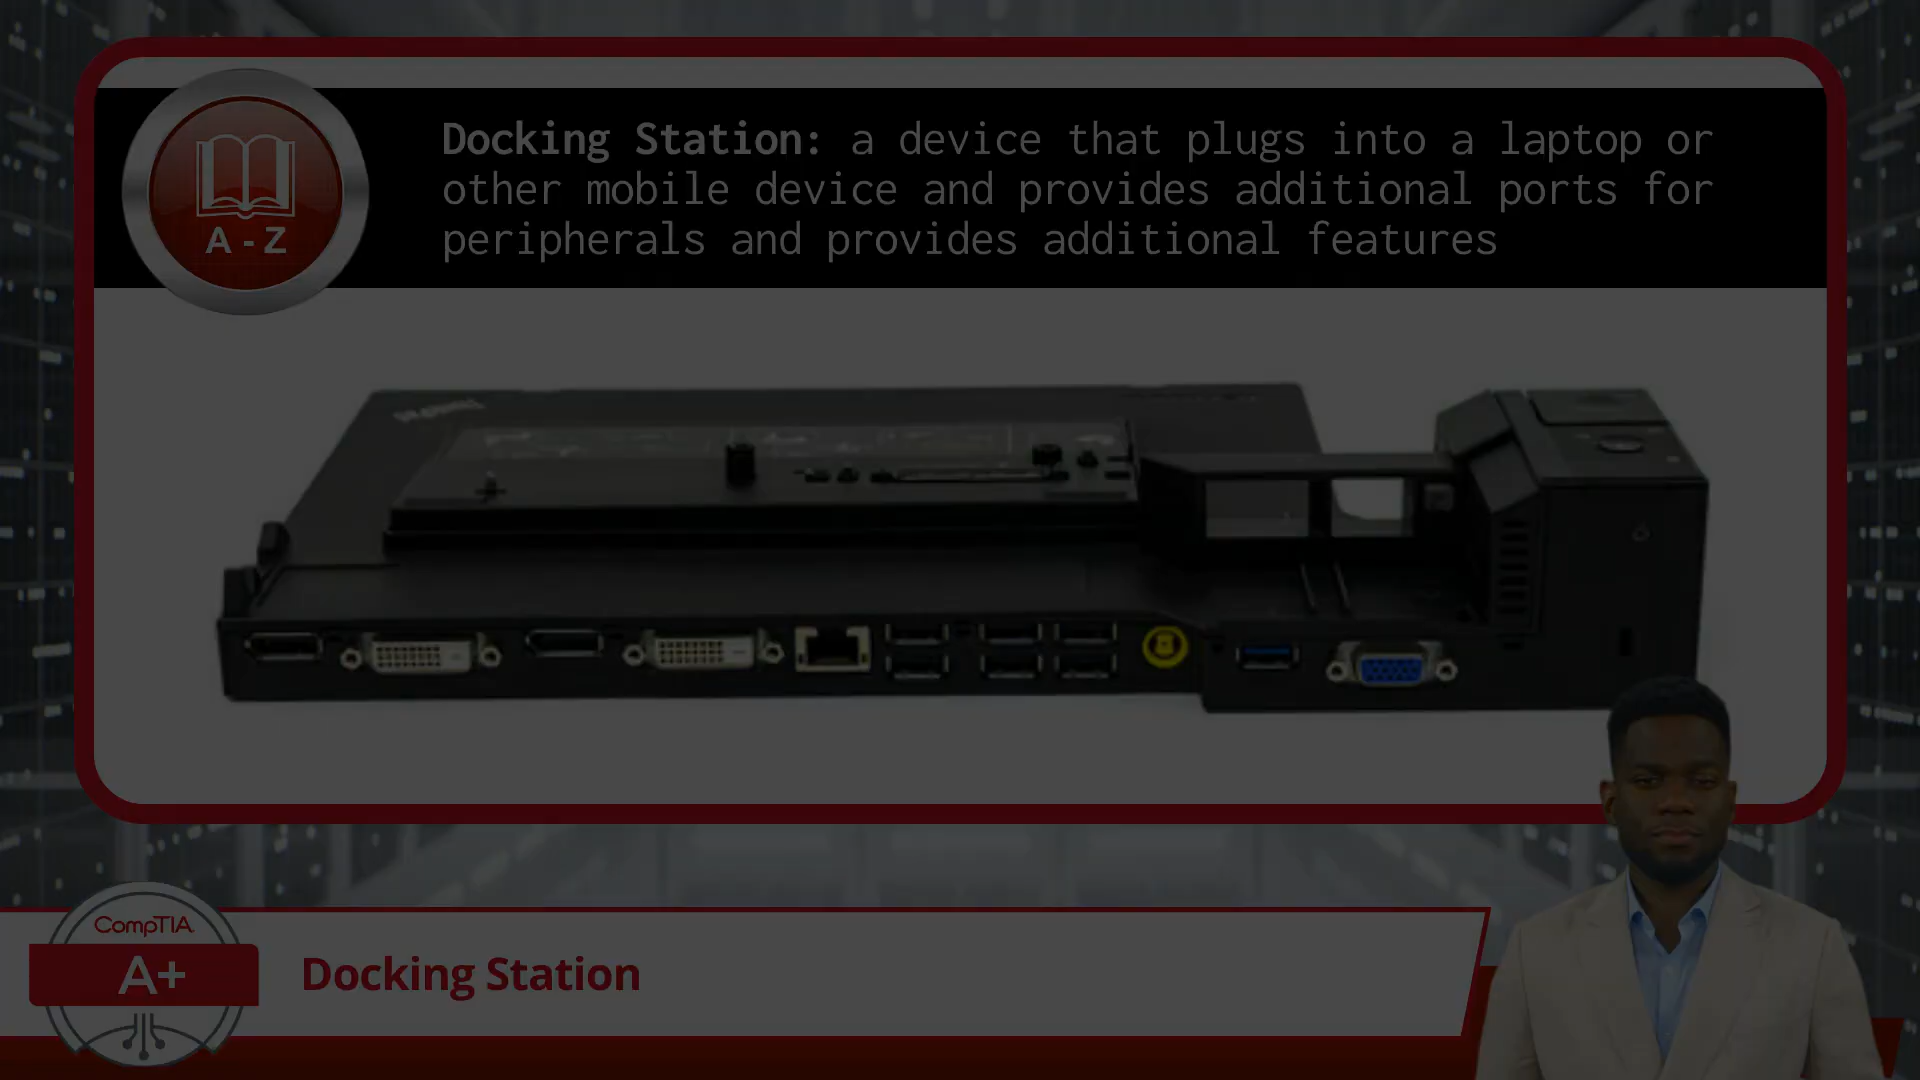 Docking Station: a device that plugs into a laptop or
other mobile device and provides additional ports for
peripherals and provides additional features
A - Z
ThinkPad
CompTIA
A+
Docking Station